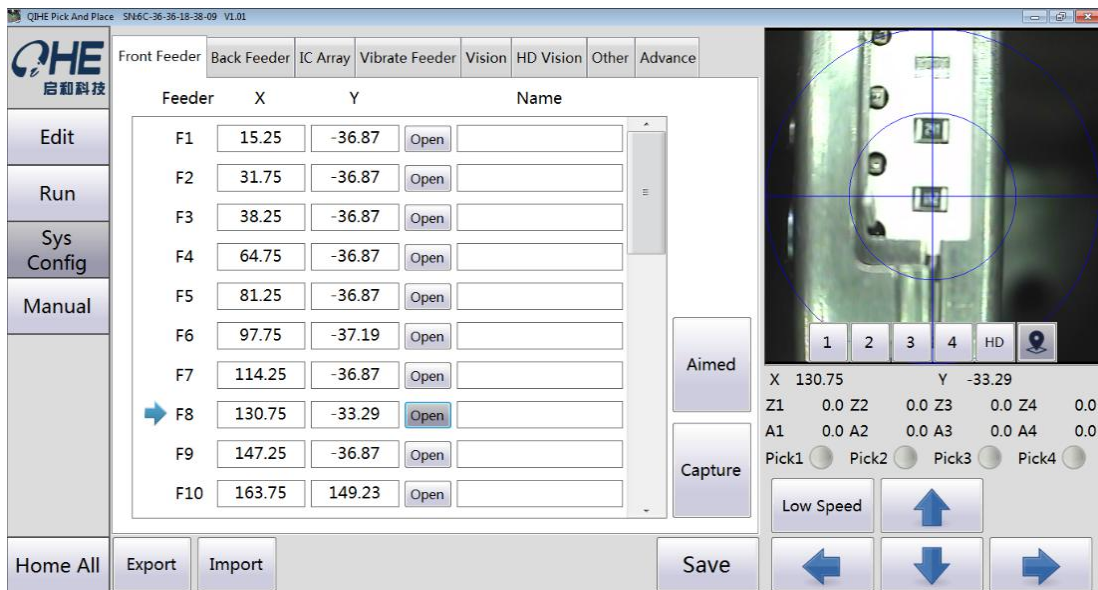 QIHE Pick And Place SN:6C-36-36-18-38-09 V1.01
QiHE
启和科技
Edit
Run
Sys
Config
Manual
Home All
Front Feeder Back Feeder IC Array Vibrate Feeder Vision HD Vision Other Advance
Feeder X Y Name
F1 15.25 -36.87 Open
F2 31.75 -36.87 Open
F3 38.25 -36.87 Open
F4 64.75 -36.87 Open
F5 81.25 -36.87 Open
F6 97.75 -37.19 Open
F7 114.25 -36.87 Open
F8 130.75 -33.29 Open
F9 147.25 -36.87 Open
F10 163.75 149.23 Open
Aimed
Capture
Export Import Save
1 2 3 4 HD
X 130.75 Y -33.29
Z1 0.0 Z2 0.0 Z3 0.0 Z4 0.0
A1 0.0 A2 0.0 A3 0.0 A4 0.0
Pick1 Pick2 Pick3 Pick4
Low Speed